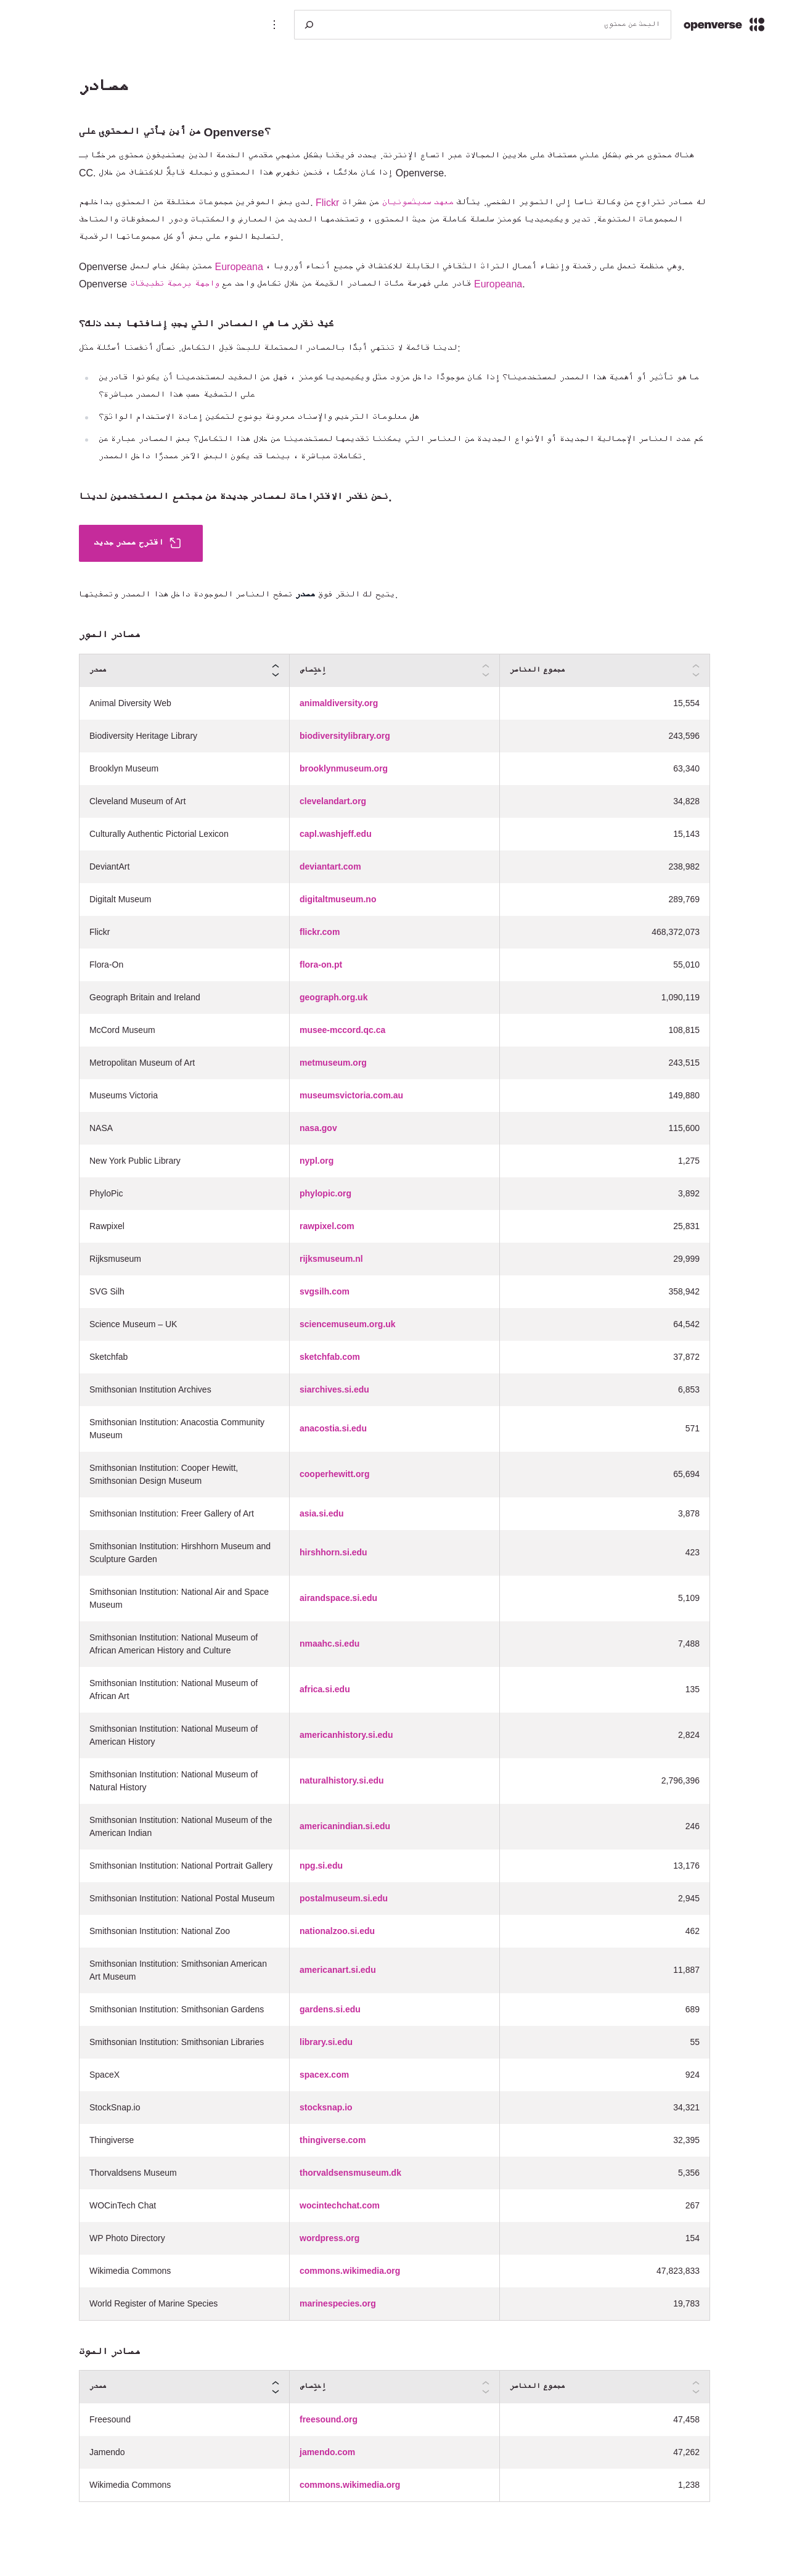 البحث عن محتوى
openverse
مصادر
من أين يأتي المحتوى على Openverse؟
هناك محتوى مرخص بشكل علني مستضاف على ملايين المجالات عبر اتساع الإنترنت. يحدد فريقنا بشكل منهجي مقدمي الخدمة الذين يستضيفون محتوى مرخصًا بـ
CC. إذا كان ملائمًا ، فنحن نفهرس هذا المحتوى ونجعله قابلاً للاكتشاف من خلال Openverse.
لدى بعض الموفرين مجموعات مختلفة من المحتوى بداخلهم. Flickr له مصادر تتراوح من وكالة ناسا إلى التصوير الشخصي. يتألف معهد سميثسونيان من عشرات
المجموعات المتنوعة. تدير ويكيميديا كومنز سلسلة كاملة من حيث المحتوى ، وتستخدمها العديد من المعارض والمكتبات ودور المحفوظات والمتاحف
لتسليط الضوء على بعض أو كل مجموعاتها الرقمية.
Openverse ممتن بشكل خاص لعمل Europeana ، وهي منظمة تعمل على رقمنة وإنشاء أعمال التراث الثقافي القابلة للاكتشاف في جميع أنحاء أوروبا.
Openverse قادر على فهرسة مئات المصادر القيمة من خلال تكامل واحد مع واجهة برمجة تطبيقات Europeana.
كيف نقرر ما هي المصادر التي يجب إضافتها بعد ذلك؟
لدينا قائمة لا تنتهي أبدًا بالمصادر المحتملة للبحث قبل التكامل. نسأل أنفسنا أسئلة مثل:
ما هو تأثير أو أهمية هذا المصدر لمستخدمينا؟ إذا كان موجودًا داخل مزود مثل ويكيميديا كومنز ، فهل من المفيد لمستخدمينا أن يكونوا قادرين
على التصفية حسب هذا المصدر مباشرة؟
هل معلومات الترخيص والإسناد معروضة بوضوح لتمكين إعادة الاستخدام الواثق؟
كم عدد العناصر الإجمالية الجديدة أو الأنواع الجديدة من العناصر التي يمكننا تقديمها لمستخدمينا من خلال هذا التكامل؟ بعض المصادر عبارة عن
تكاملات مباشرة ، بينما قد يكون البعض الآخر مصدرًا داخل المصدر.
نحن نقدر الاقتراحات لمصادر جديدة من مجتمع المستخدمين لدينا.
اقترح مصدر جديد
يتيح لك النقر فوق مصدر تصفح العناصر الموجودة داخل هذا المصدر وتصفيتها.
مصادر الصور
مصدر إختِصاص مجموع العناصر
Animal Diversity Web animaldiversity.org 15,554
Biodiversity Heritage Library biodiversitylibrary.org 243,596
Brooklyn Museum brooklynmuseum.org 63,340
Cleveland Museum of Art clevelandart.org 34,828
Culturally Authentic Pictorial Lexicon capl.washjeff.edu 15,143
DeviantArt deviantart.com 238,982
Digitalt Museum digitaltmuseum.no 289,769
Flickr flickr.com 468,372,073
Flora-On flora-on.pt 55,010
Geograph Britain and Ireland geograph.org.uk 1,090,119
McCord Museum musee-mccord.qc.ca 108,815
Metropolitan Museum of Art metmuseum.org 243,515
Museums Victoria museumsvictoria.com.au 149,880
NASA nasa.gov 115,600
New York Public Library nypl.org 1,275
PhyloPic phylopic.org 3,892
Rawpixel rawpixel.com 25,831
Rijksmuseum rijksmuseum.nl 29,999
SVG Silh svgsilh.com 358,942
Science Museum – UK sciencemuseum.org.uk 64,542
Sketchfab sketchfab.com 37,872
Smithsonian Institution Archives siarchives.si.edu 6,853
Smithsonian Institution: Anacostia Community
Museum anacostia.si.edu 571
Smithsonian Institution: Cooper Hewitt,
Smithsonian Design Museum cooperhewitt.org 65,694
Smithsonian Institution: Freer Gallery of Art asia.si.edu 3,878
Smithsonian Institution: Hirshhorn Museum and
Sculpture Garden hirshhorn.si.edu 423
Smithsonian Institution: National Air and Space
Museum airandspace.si.edu 5,109
Smithsonian Institution: National Museum of
African American History and Culture nmaahc.si.edu 7,488
Smithsonian Institution: National Museum of
African Art africa.si.edu 135
Smithsonian Institution: National Museum of
American History americanhistory.si.edu 2,824
Smithsonian Institution: National Museum of
Natural History naturalhistory.si.edu 2,796,396
Smithsonian Institution: National Museum of the
American Indian americanindian.si.edu 246
Smithsonian Institution: National Portrait Gallery npg.si.edu 13,176
Smithsonian Institution: National Postal Museum postalmuseum.si.edu 2,945
Smithsonian Institution: National Zoo nationalzoo.si.edu 462
Smithsonian Institution: Smithsonian American
Art Museum americanart.si.edu 11,887
Smithsonian Institution: Smithsonian Gardens gardens.si.edu 689
Smithsonian Institution: Smithsonian Libraries library.si.edu 55
SpaceX spacex.com 924
StockSnap.io stocksnap.io 34,321
Thingiverse thingiverse.com 32,395
Thorvaldsens Museum thorvaldsensmuseum.dk 5,356
WOCinTech Chat wocintechchat.com 267
WP Photo Directory wordpress.org 154
Wikimedia Commons commons.wikimedia.org 47,823,833
World Register of Marine Species marinespecies.org 19,783
مصادر الصوت
مصدر إختِصاص مجموع العناصر
Freesound freesound.org 47,458
Jamendo jamendo.com 47,262
Wikimedia Commons commons.wikimedia.org 1,238